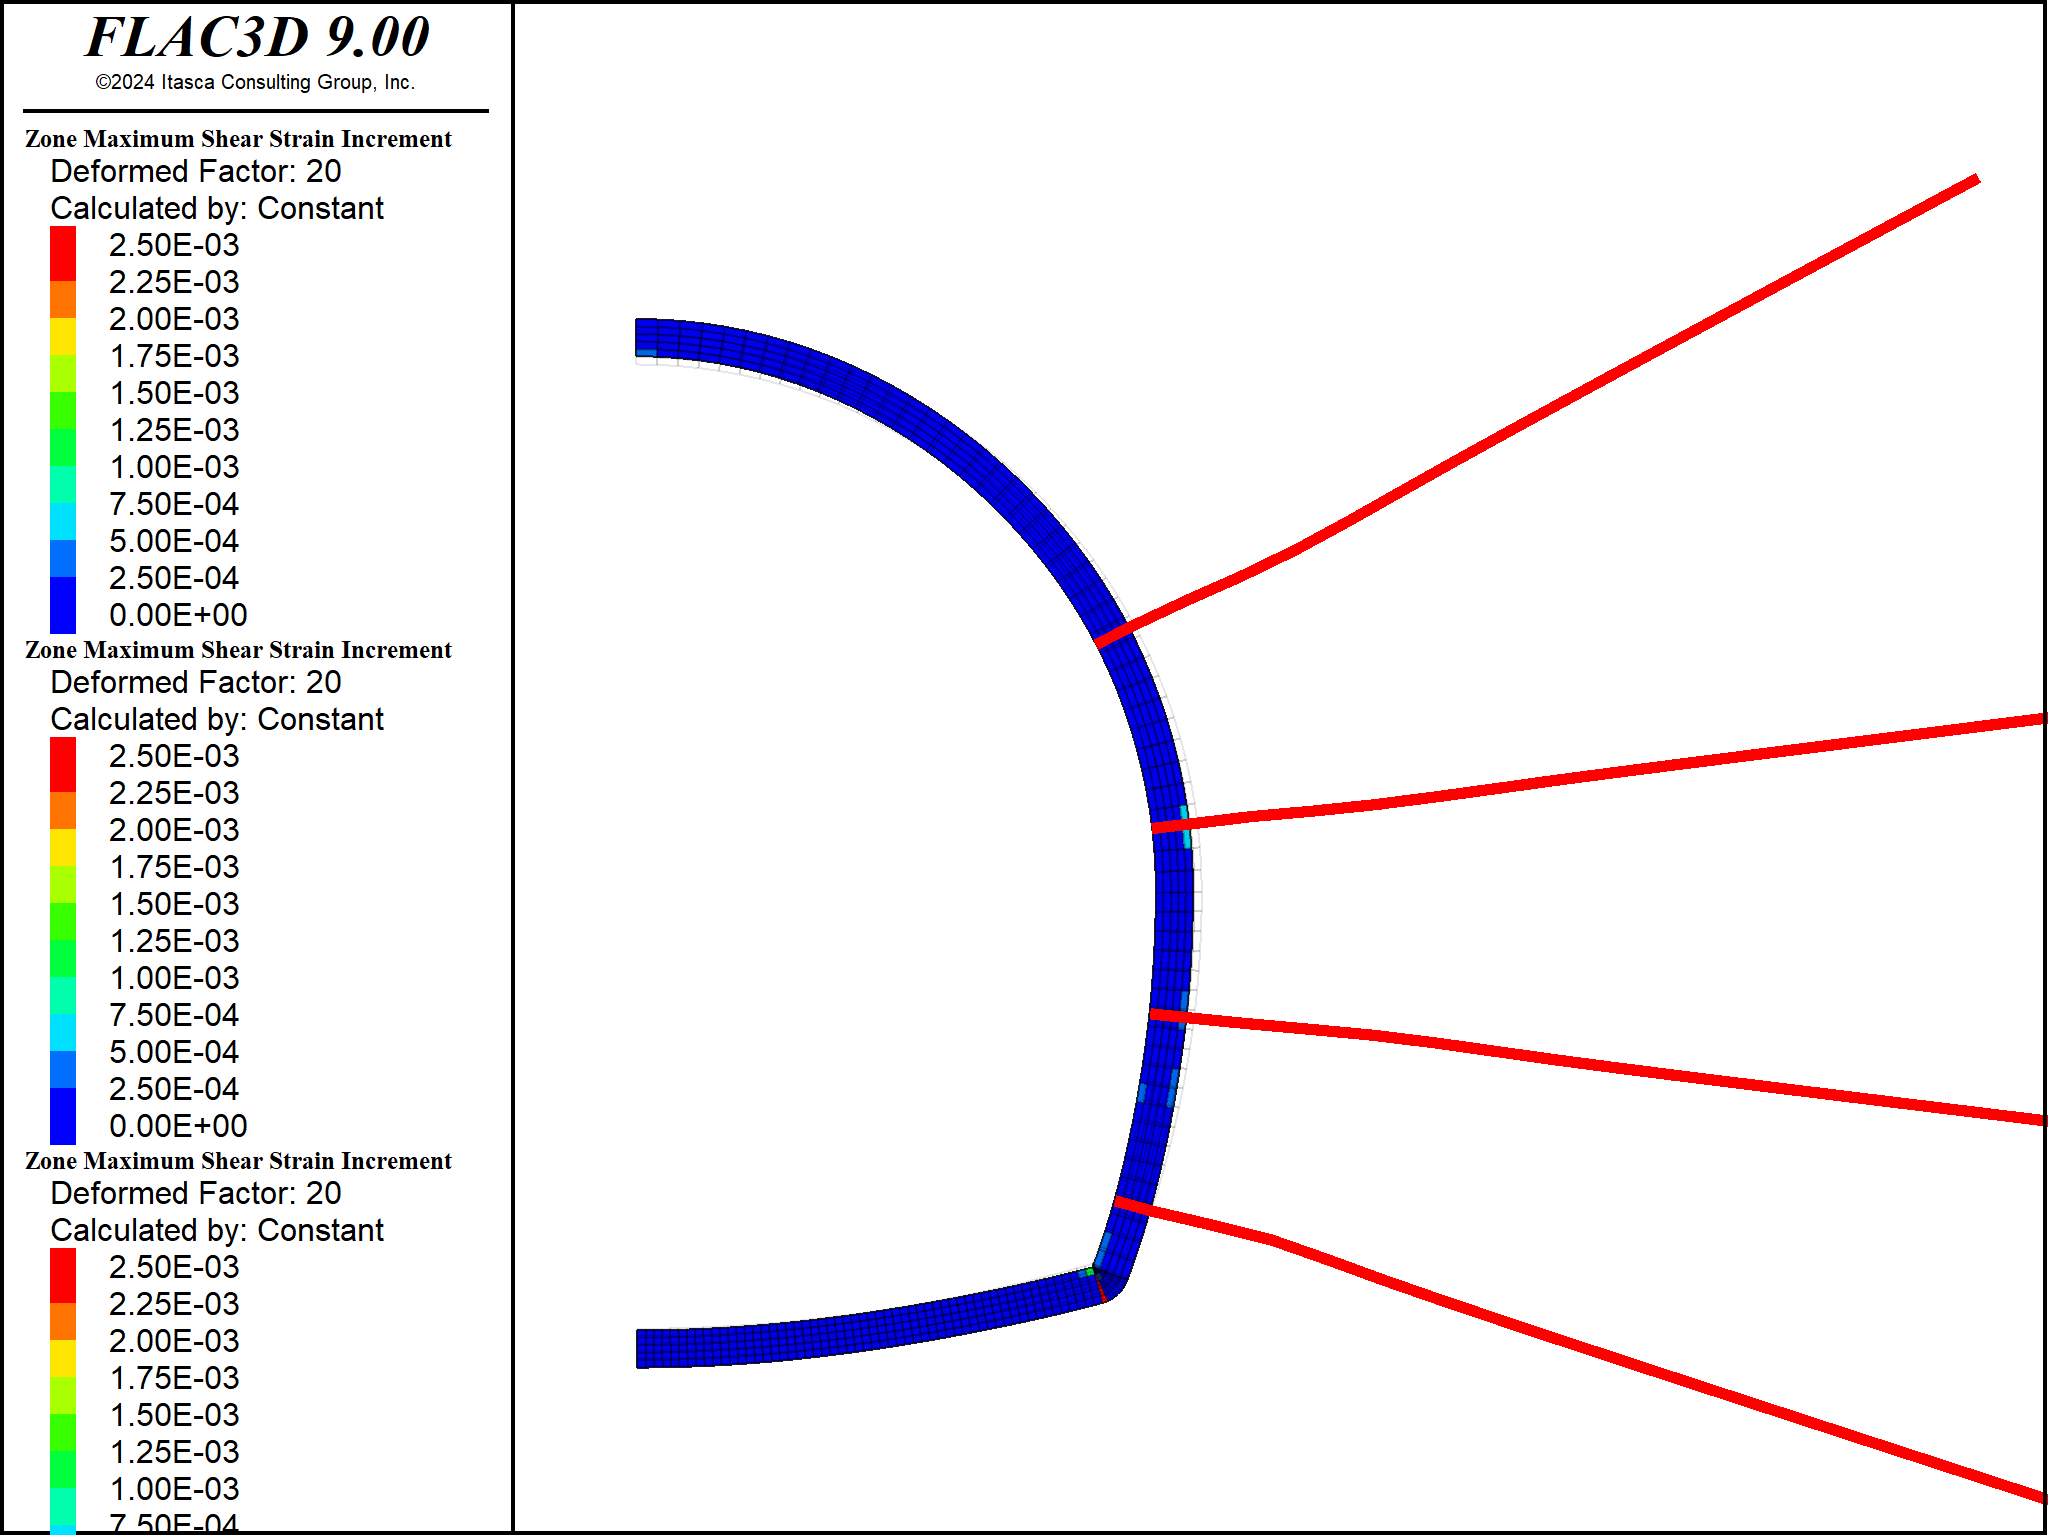 FLAC3D 9.00
©2024 Itasca Consulting Group, Inc.
Zone Maximum Shear Strain Increment
Deformed Factor: 20
Calculated by: Constant
2.50E-03
2.25E-03
2.00E-03
1.75E-03
1.50E-03
1.25E-03
1.00E-03
7.50E-04
5.00E-04
2.50E-04
0.00E+00
Zone Maximum Shear Strain Increment
Deformed Factor: 20
Calculated by: Constant
2.50E-03
2.25E-03
2.00E-03
1.75E-03
1.50E-03
1.25E-03
1.00E-03
7.50E-04
5.00E-04
2.50E-04
0.00E+00
Zone Maximum Shear Strain Increment
Deformed Factor: 20
Calculated by: Constant
2.50E-03
2.25E-03
2.00E-03
1.75E-03
1.50E-03
1.25E-03
1.00E-03
7.50E-04